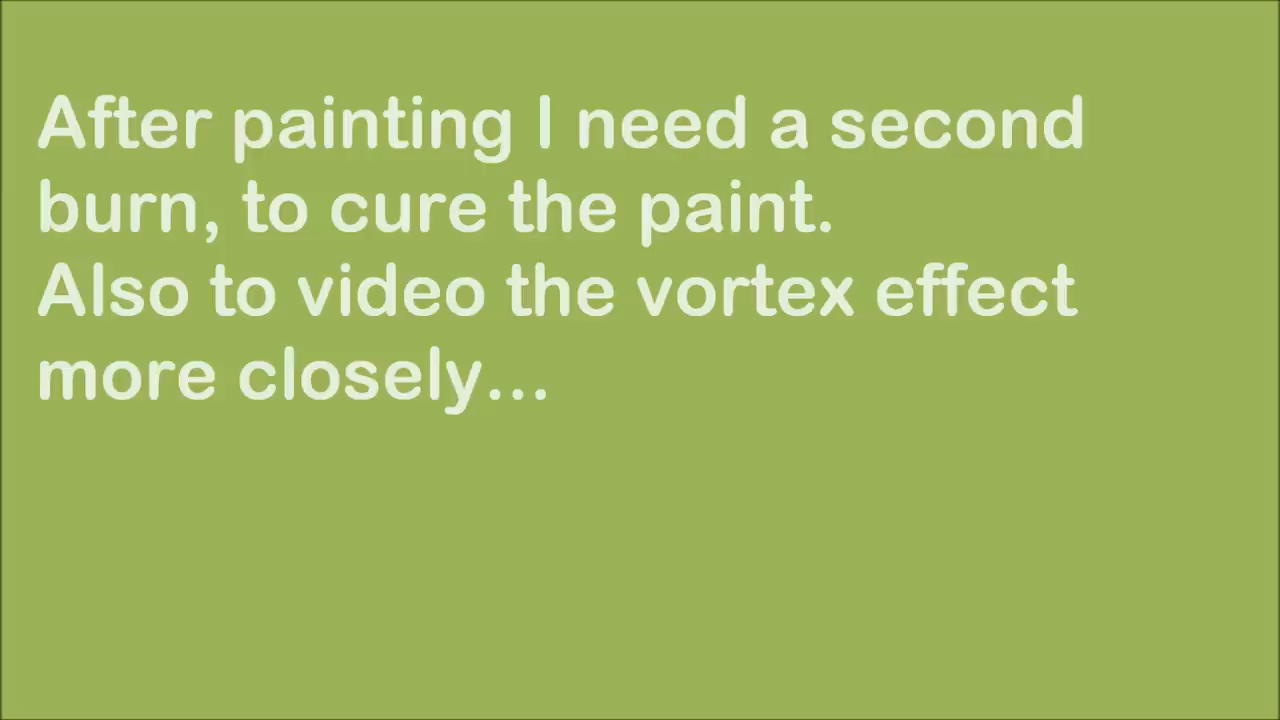 After painting I need a second
burn, to cure the paint.
Also to video the vortex effect
more closely...